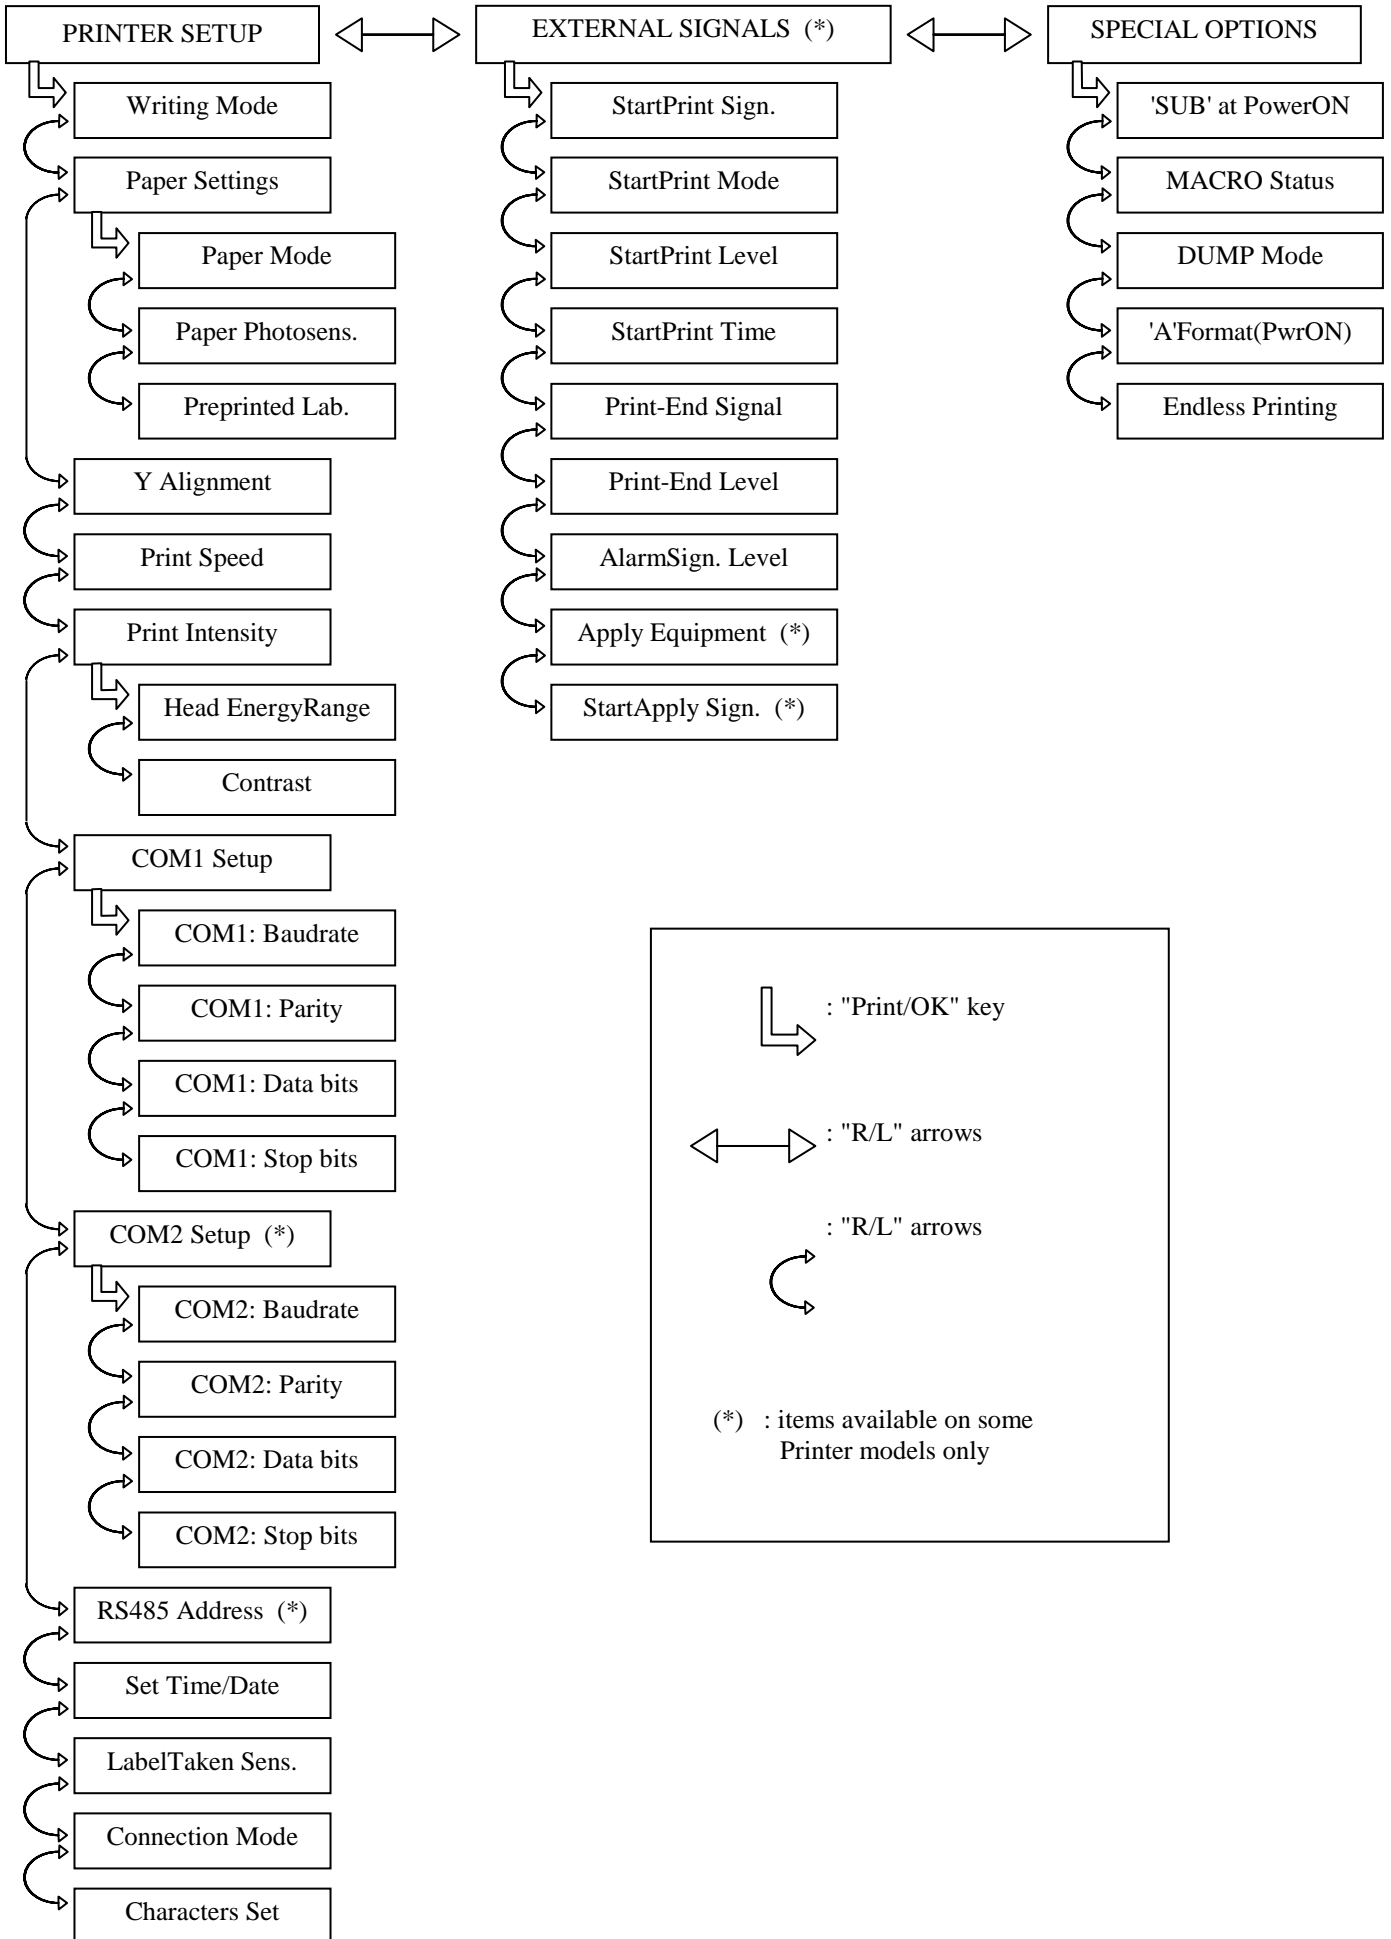 PRINTER SETUP
Writing Mode
Paper Settings
Paper Mode
Paper Photosens.
Preprinted Lab.
Y Alignment
Print Speed
Print Intensity
Head EnergyRange
Contrast
COM1 Setup
COM1: Baudrate
COM1: Parity
COM1: Data bits
COM1: Stop bits
COM2 Setup (*)
COM2: Baudrate
COM2: Parity
COM2: Data bits
COM2: Stop bits
RS485 Address (*)
Set Time/Date
LabelTaken Sens.
Connection Mode
Characters Set
EXTERNAL SIGNALS (*)
StartPrint Sign.
StartPrint Mode
StartPrint Level
StartPrint Time
Print-End Signal
Print-End Level
AlarmSign. Level
Apply Equipment (*)
StartApply Sign. (*)
SPECIAL OPTIONS
'SUB' at PowerON
MACRO Status
DUMP Mode
'A'Format(PwrON)
Endless Printing
: "Print/OK" key
: "R/L" arrows
: "R/L" arrows
(*) : items available on some
Printer models only